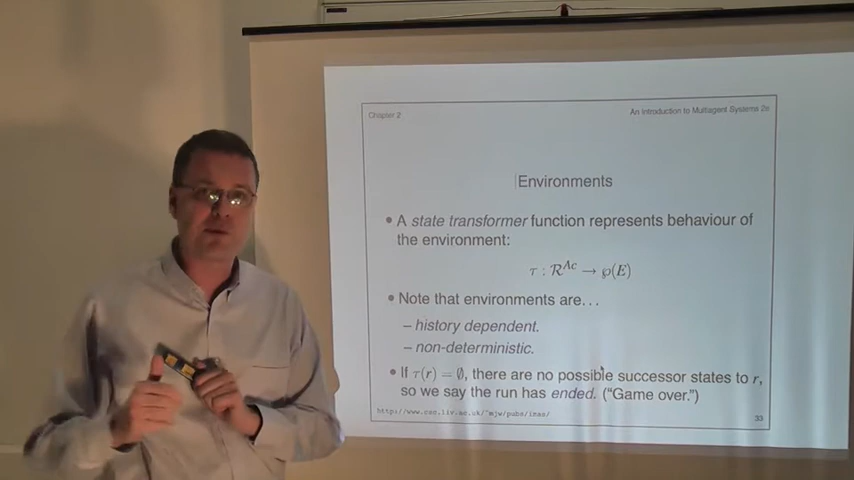 Chapter 2
An Introduction to Multiagent Systems 2e
Environments
• A state transformer function represents behaviour of
the environment:
τ : ℛᴬᶜ → ℘(E)
• Note that environments are…
– history dependent.
– non-deterministic.
• If τ(r) = ∅, there are no possible successor states to r,
so we say the run has ended. (“Game over.”)
http://www.csc.liv.ac.uk/~mjw/pubs/imas/
33